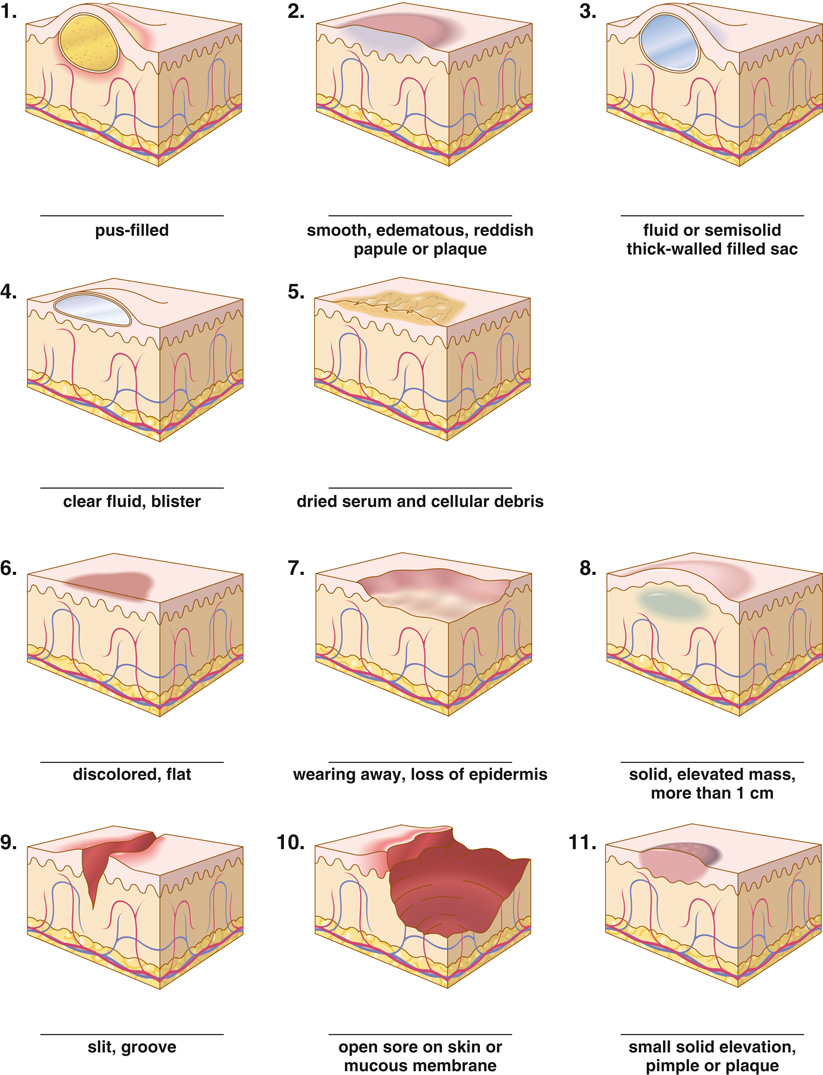 1.
2.
3.
pus-filled
smooth, edematous, reddish
papule or plaque
fluid or semisolid
thick-walled filled sac
4.
5.
clear fluid, blister
dried serum and cellular debris
6.
7.
8.
discolored, flat
wearing away, loss of epidermis
solid, elevated mass,
more than 1 cm
9.
10.
11.
slit, groove
open sore on skin or
mucous membrane
small solid elevation,
pimple or plaque